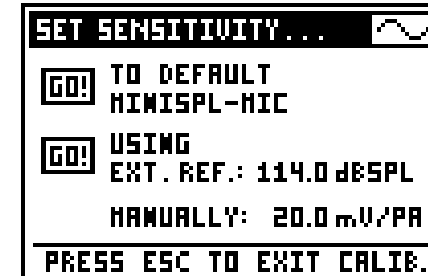 SET SENSITIVITY...
GO! TO DEFAULT
MINISPL-MIC
GO! USING
EXT. REF.: 114.0 dBSPL
MANUALLY: 20.0 mV/PA
PRESS ESC TO EXIT CALIB.